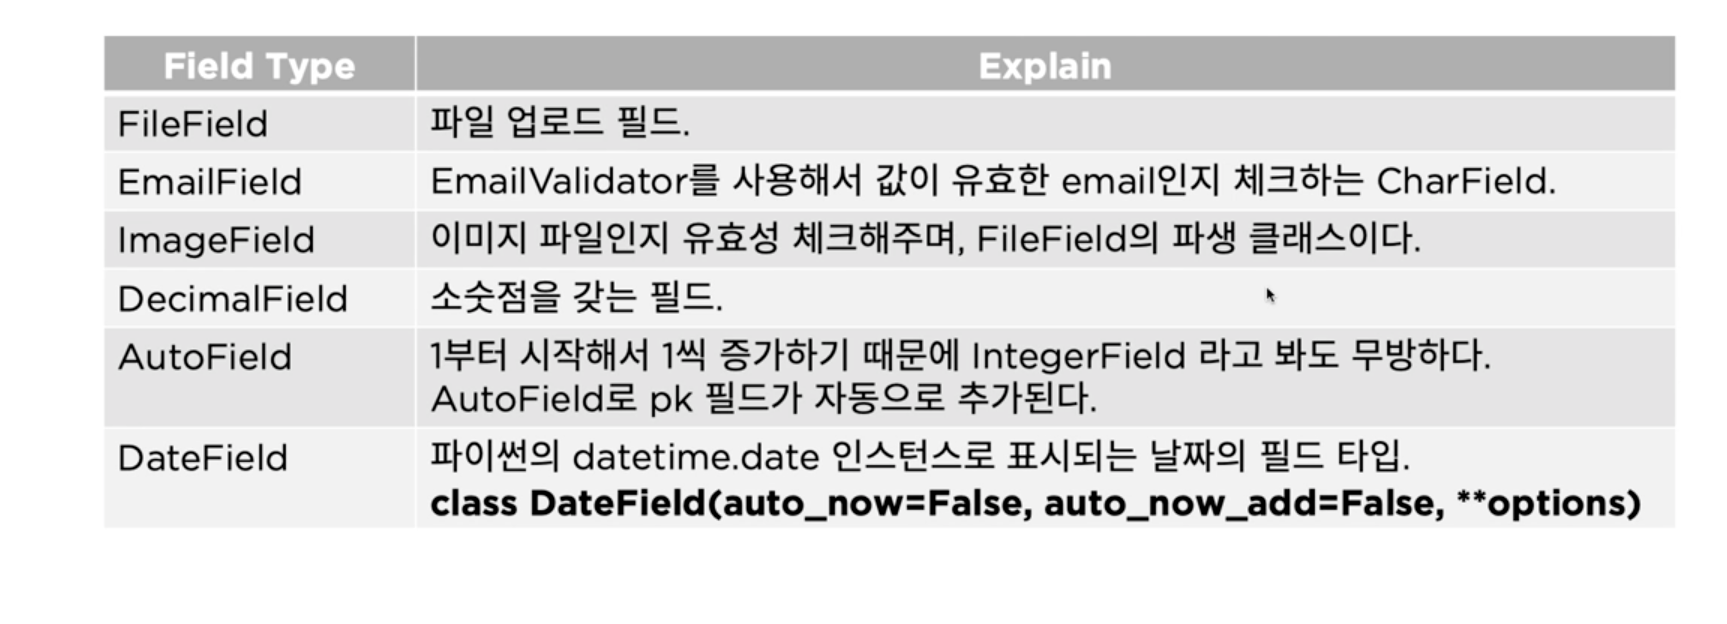 Field Type Explain
FileField 파일 업로드 필드.
EmailField EmailValidator를 사용해서 값이 유효한 email인지 체크하는 CharField.
ImageField 이미지 파일인지 유효성 체크해주며, FileField의 파생 클래스이다.
DecimalField 소숫점을 갖는 필드.
AutoField 1부터 시작해서 1씩 증가하기 때문에 IntegerField 라고 봐도 무방하다.
AutoField로 pk 필드가 자동으로 추가된다.
DateField 파이썬의 datetime.date 인스턴스로 표시되는 날짜의 필드 타입.
class DateField(auto_now=False, auto_now_add=False, **options)